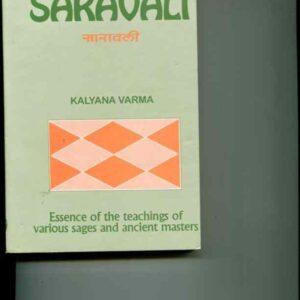 SARAVALI
सारावली
KALYANA VARMA
Essence of the teachings of
various sages and ancient masters